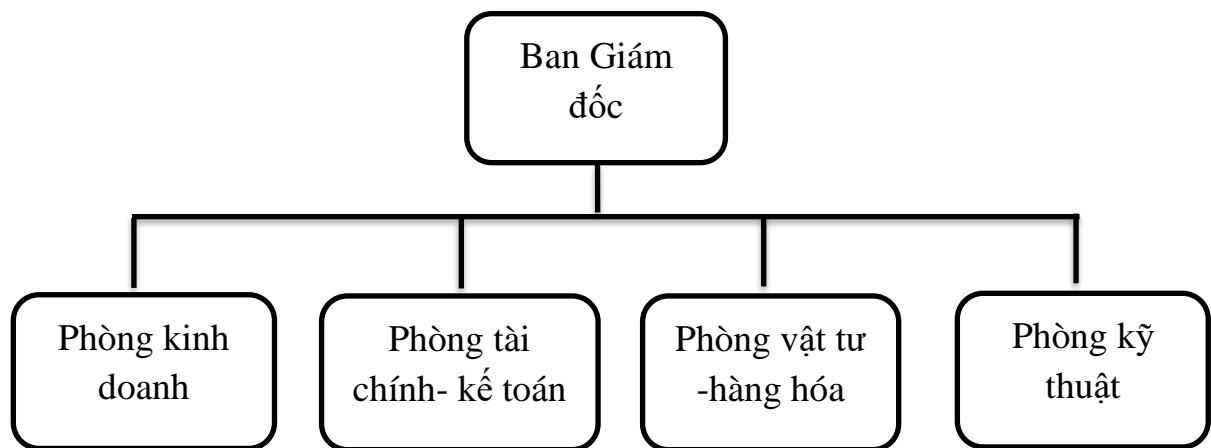 Ban Giám
đốc
Phòng kinh
doanh
Phòng tài
chính- kế toán
Phòng vật tư
-hàng hóa
Phòng kỹ
thuật